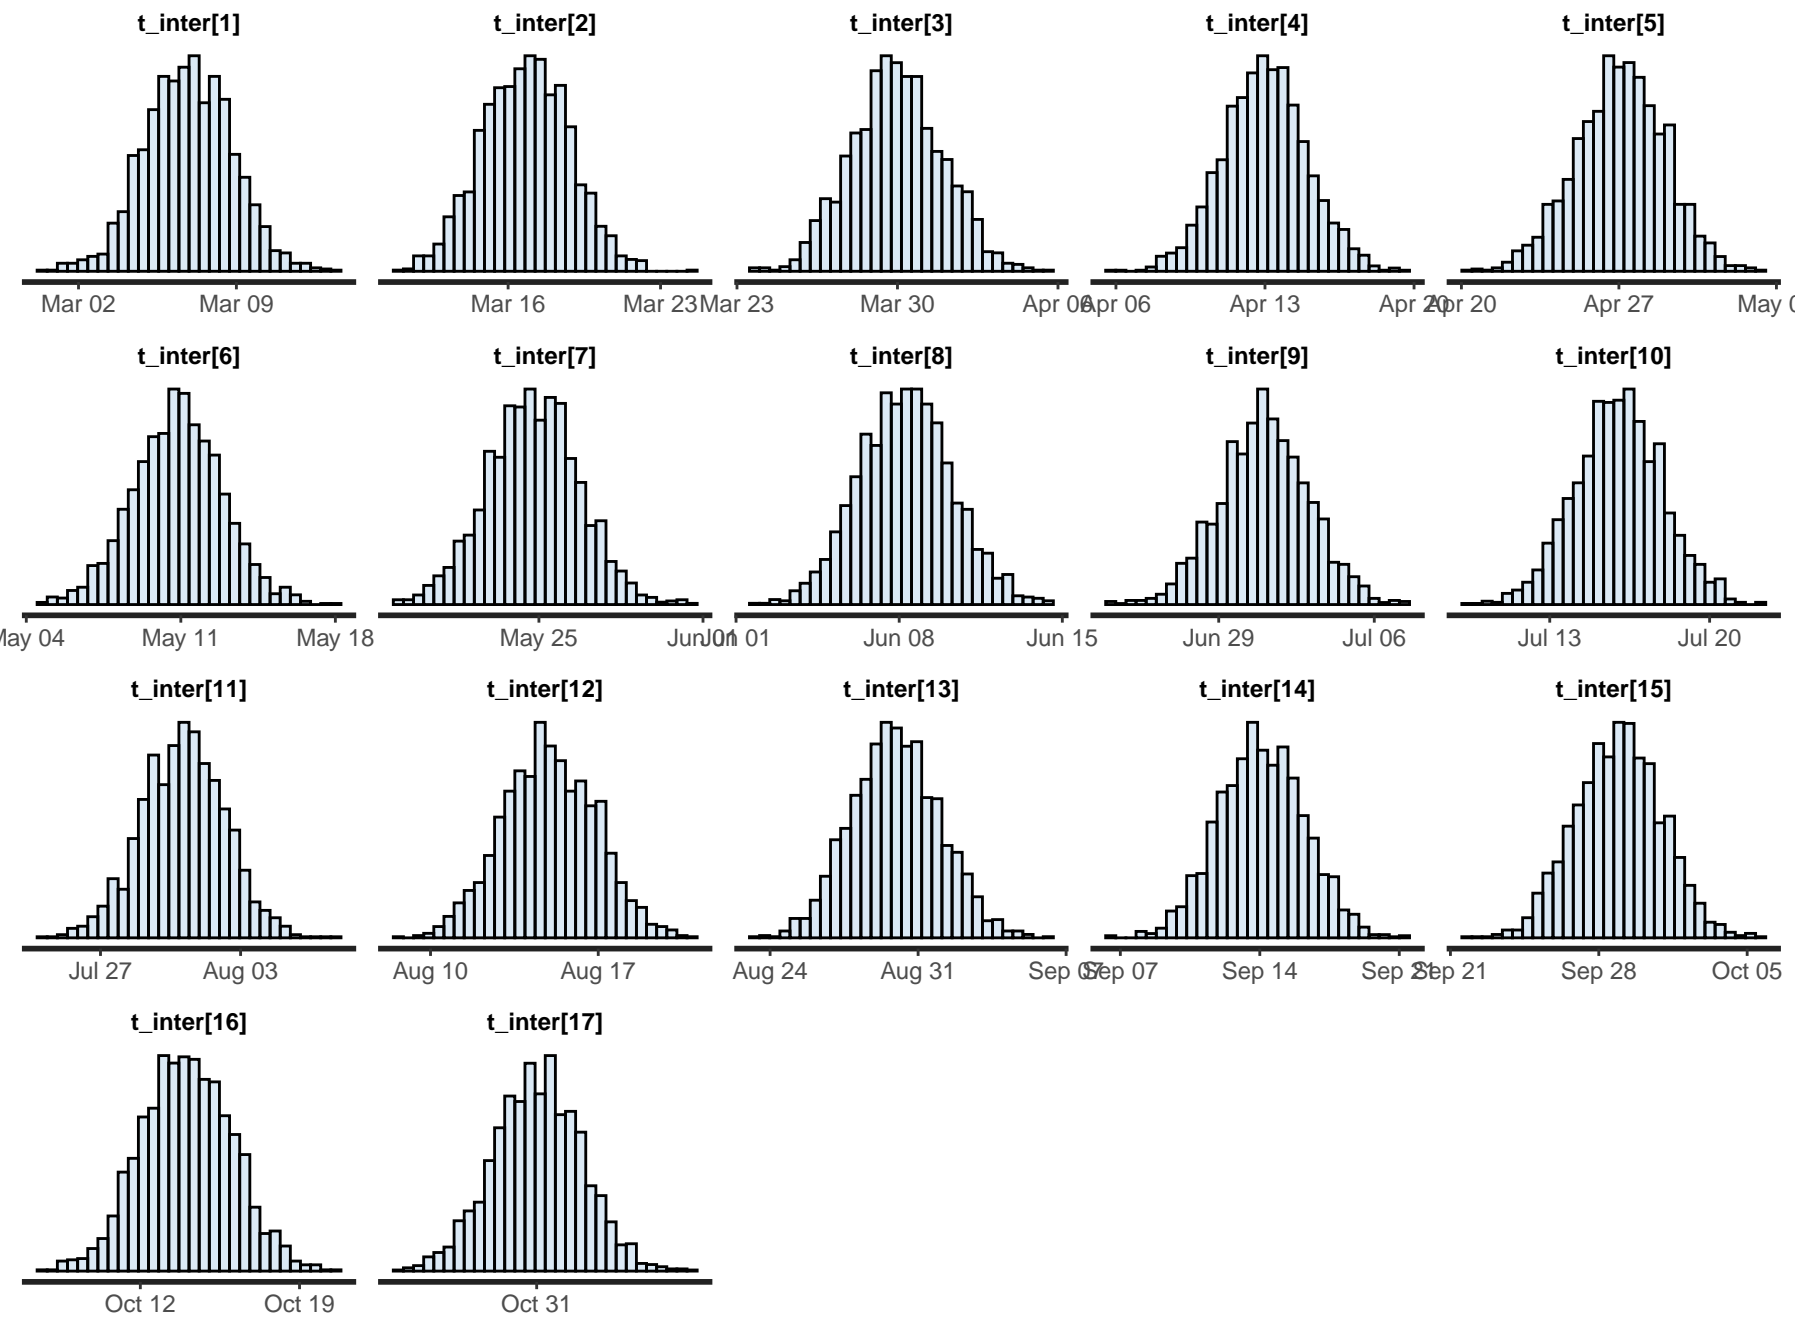 t_inter[1] t_inter[2] t_inter[3] t_inter[4] t_inter[5]
Mar 02 Mar 09 Mar 16 Mar 23 Mar 23 Mar 30 Apr 06 Apr 06 Apr 13 Apr 20 Apr 20 Apr 27 May 0
t_inter[6] t_inter[7] t_inter[8] t_inter[9] t_inter[10]
May 04 May 11 May 18 May 25 Jun 01 Jun 01 Jun 08 Jun 15 Jun 29 Jul 06 Jul 13 Jul 20
t_inter[11] t_inter[12] t_inter[13] t_inter[14] t_inter[15]
Jul 27 Aug 03 Aug 10 Aug 17 Aug 24 Aug 31 Sep 07 Sep 07 Sep 14 Sep 21 Sep 21 Sep 28 Oct 05
t_inter[16] t_inter[17]
Oct 12 Oct 19 Oct 31